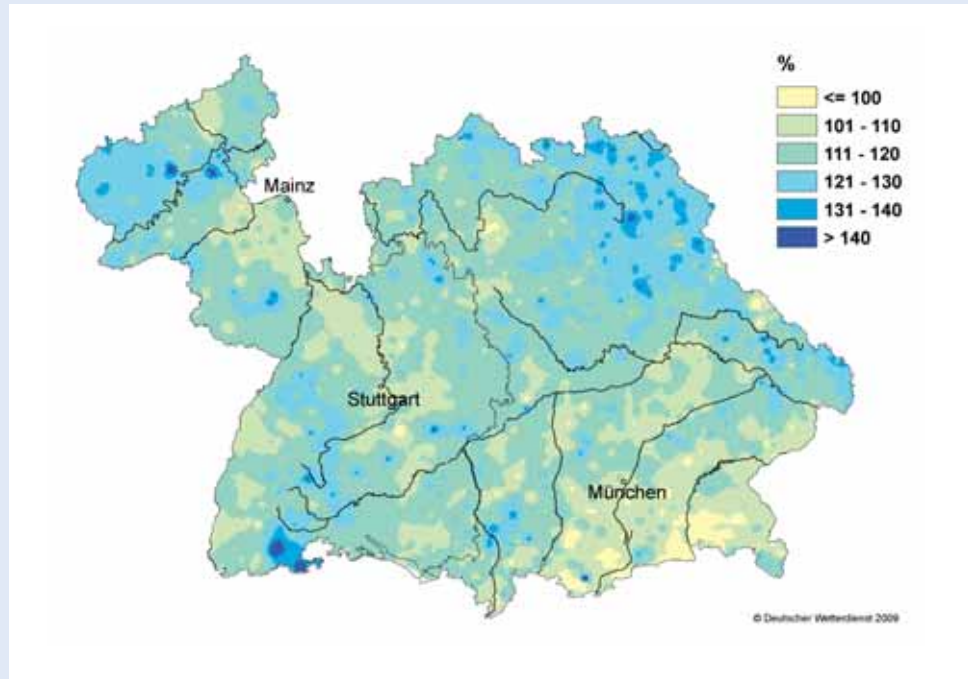 %
<= 100
101 - 110
111 - 120
121 - 130
131 - 140
> 140
Mainz
Stuttgart
München
© Deutscher Wetterdienst 2009